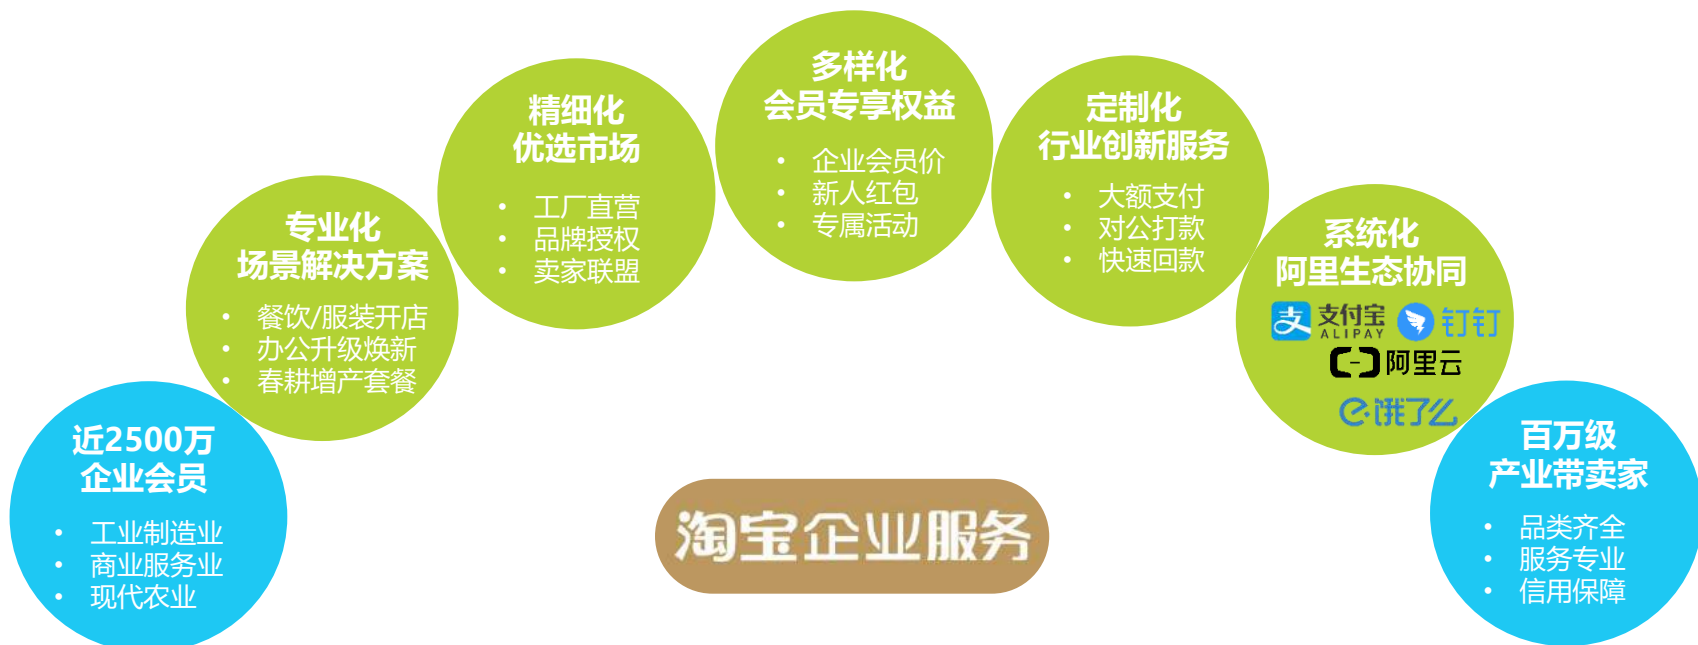 近2500万
企业会员
• 工业制造业
• 商业服务业
• 现代农业
专业化
场景解决方案
• 餐饮/服装开店
• 办公升级焕新
• 春耕增产套餐
精细化
优选市场
• 工厂直营
• 品牌授权
• 卖家联盟
多样化
会员专享权益
• 企业会员价
• 新人红包
• 专属活动
定制化
行业创新服务
• 大额支付
• 对公打款
• 快速回款
系统化
阿里生态协同
支 支付宝 钉钉
ALIPAY
阿里云
e 饿了么
百万级
产业带卖家
• 品类齐全
• 服务专业
• 信用保障
淘宝企业服务